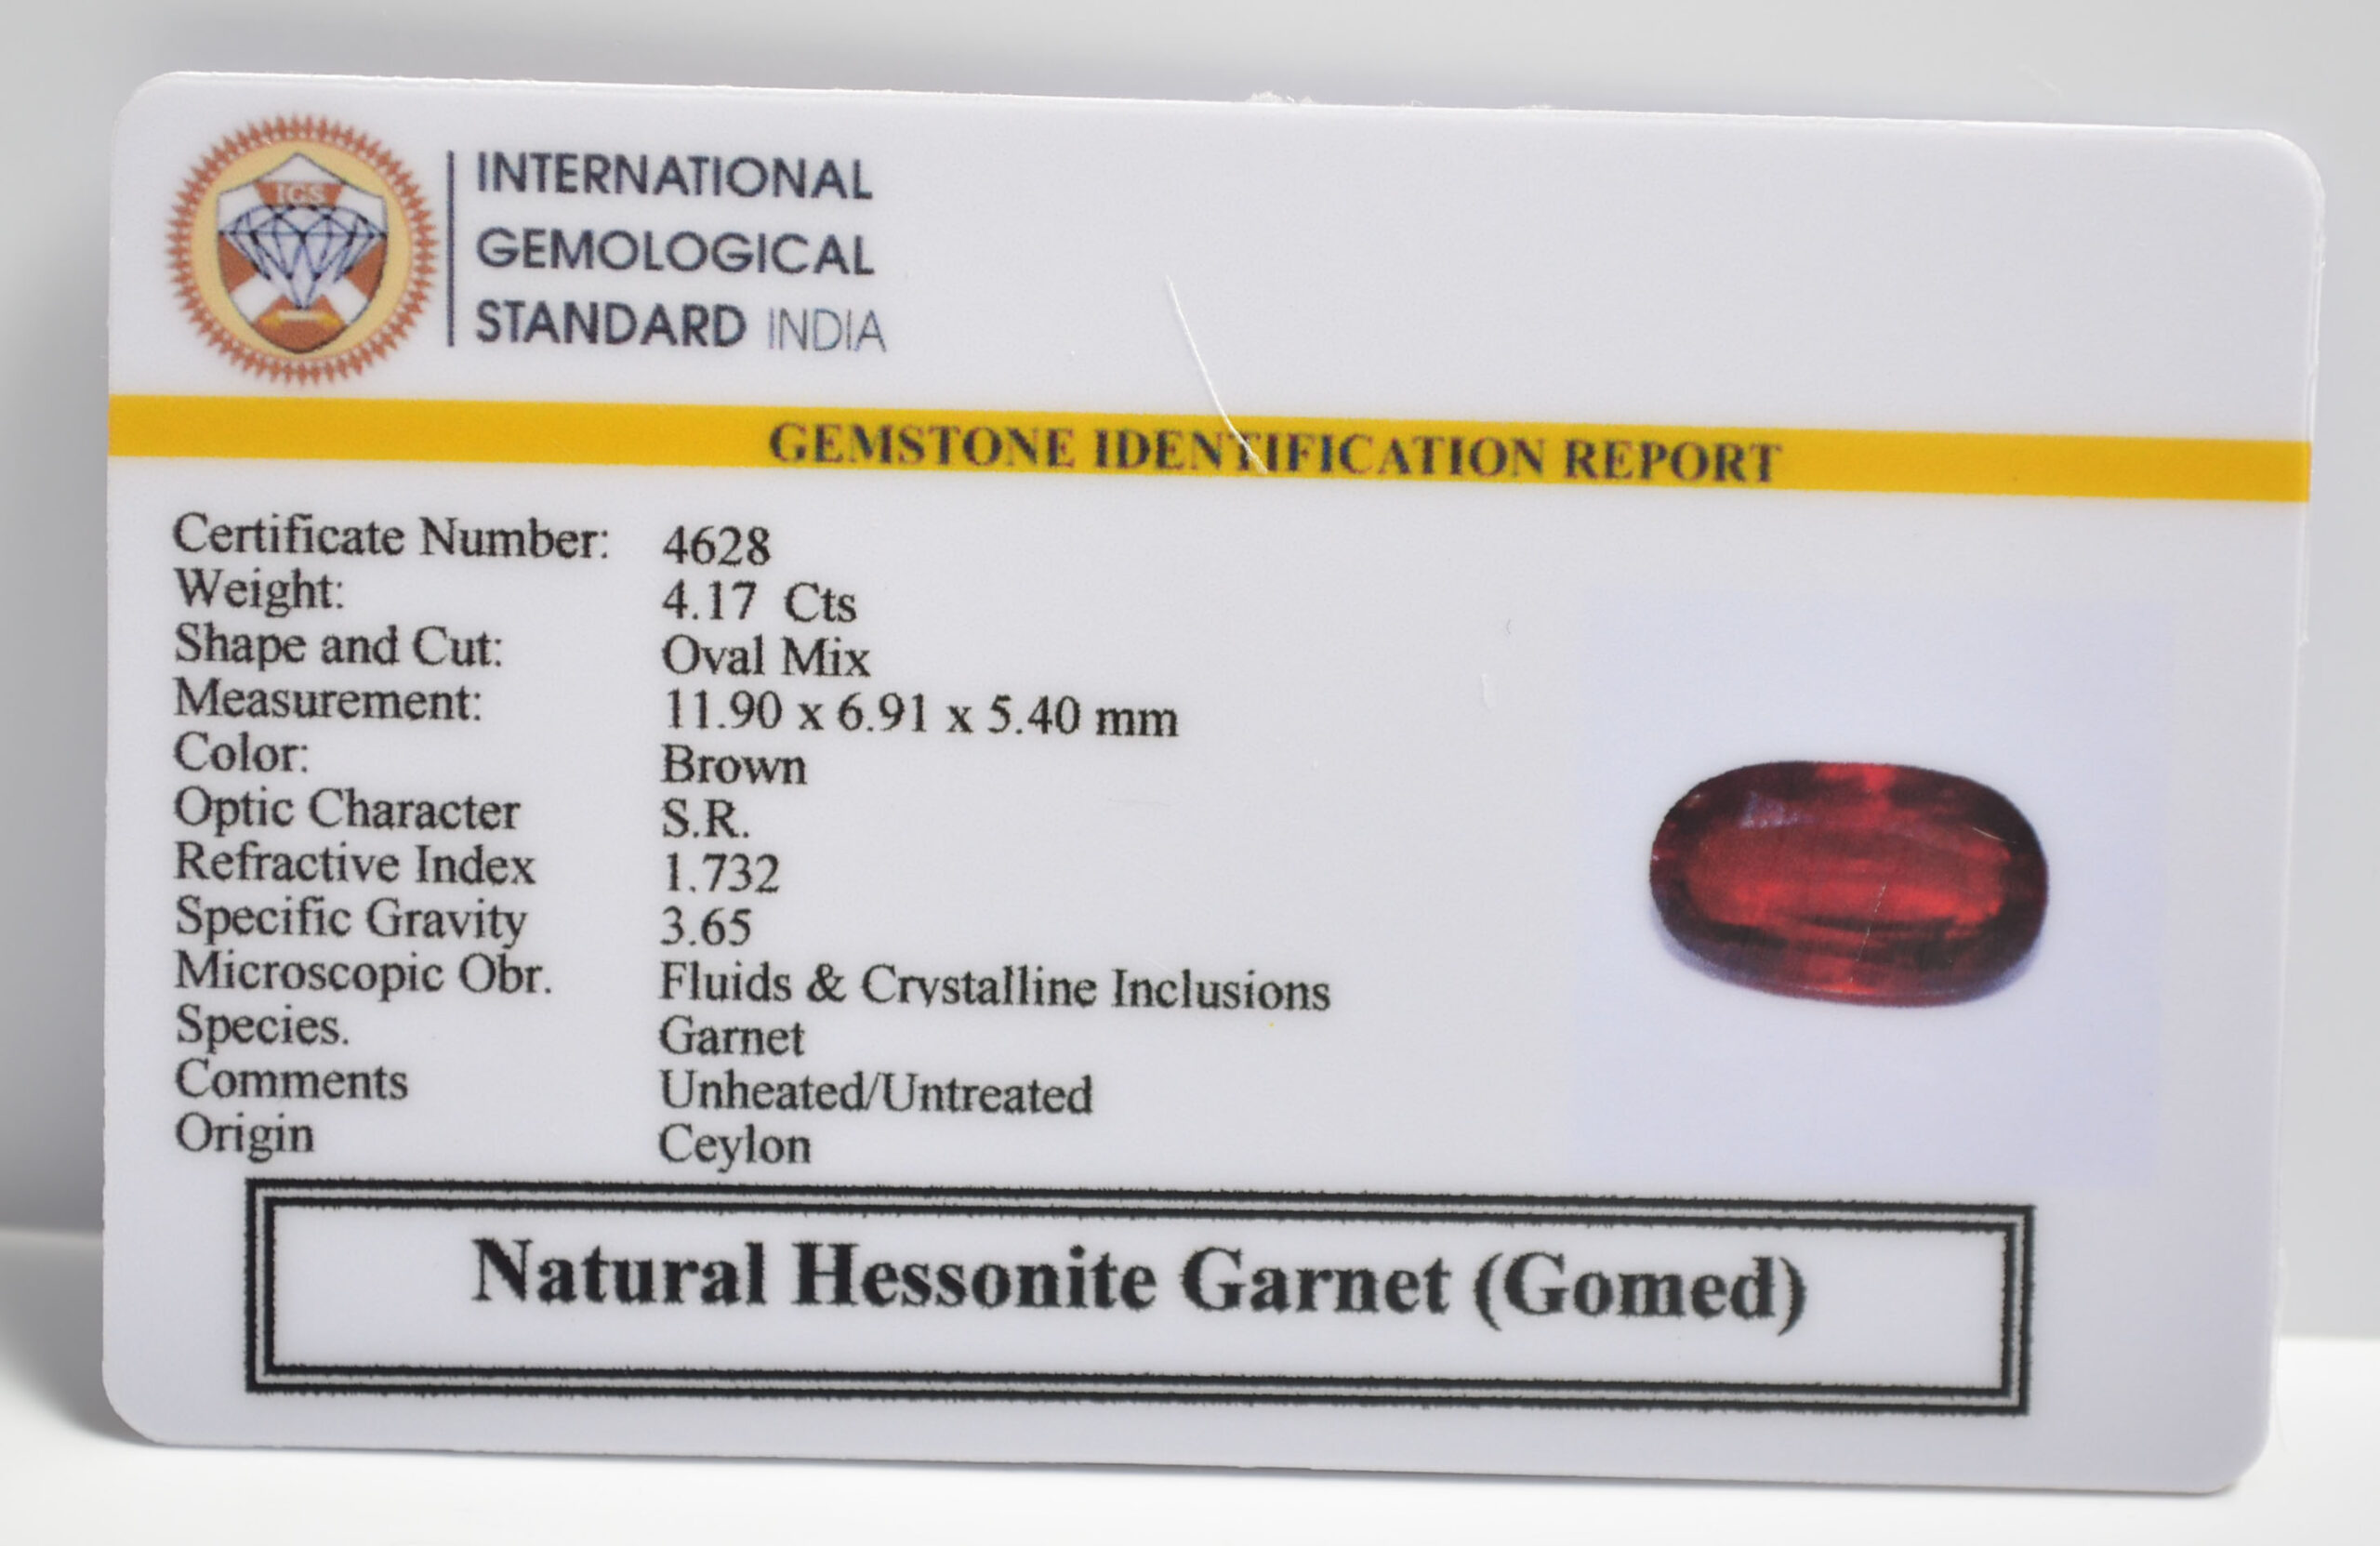 IGS
INTERNATIONAL
GEMOLOGICAL
STANDARD INDIA
GEMSTONE IDENTIFICATION REPORT
Certificate Number: 4628
Weight: 4.17 Cts
Shape and Cut: Oval Mix
Measurement: 11.90 x 6.91 x 5.40 mm
Color: Brown
Optic Character S.R.
Refractive Index 1.732
Specific Gravity 3.65
Microscopic Obr. Fluids & Crystalline Inclusions
Species. Garnet
Comments Unheated/Untreated
Origin Ceylon
Natural Hessonite Garnet (Gomed)